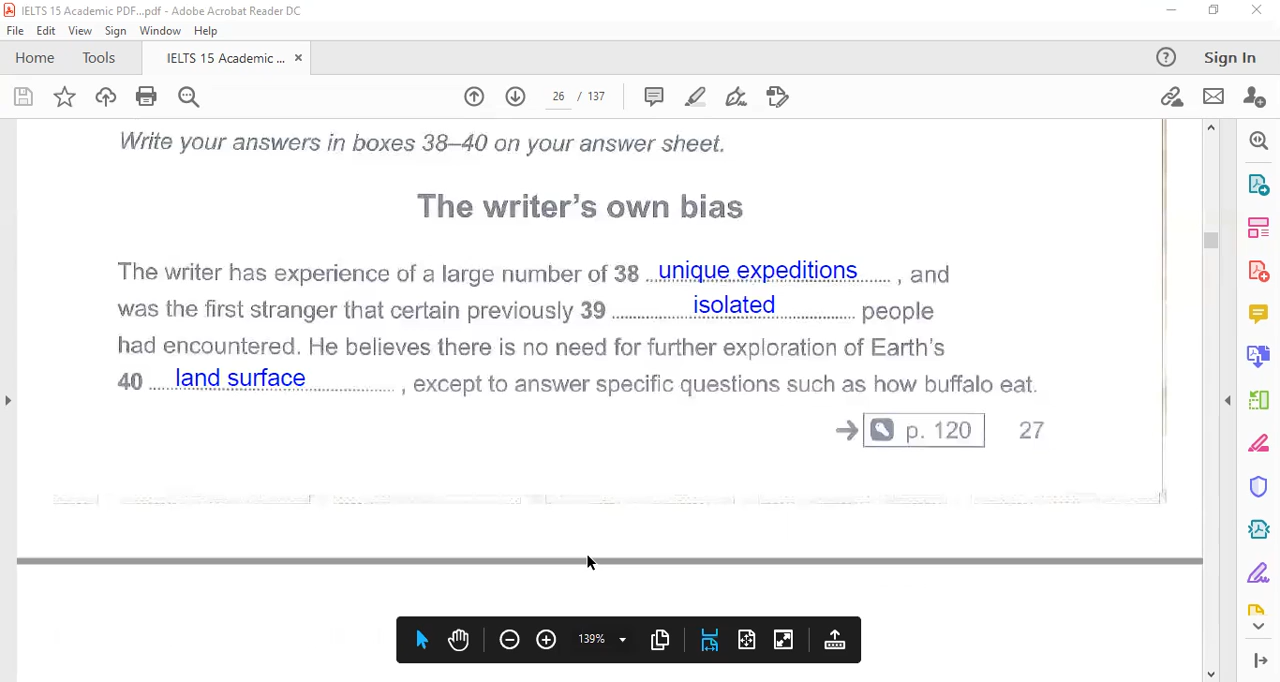 IELTS 15 Academic PDF...pdf - Adobe Acrobat Reader DC
File Edit View Sign Window Help
Home Tools IELTS 15 Academic ... × ? Sign In
26 / 137
Write your answers in boxes 38–40 on your answer sheet.
The writer's own bias
The writer has experience of a large number of 38 unique expeditions , and
was the first stranger that certain previously 39 isolated people
had encountered. He believes there is no need for further exploration of Earth's
40 land surface , except to answer specific questions such as how buffalo eat.
→ p. 120 27
139%